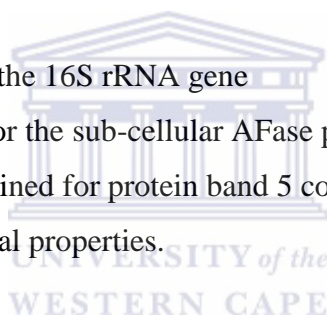 the 16S rRNA gene
or the sub-cellular AFase p
ined for protein band 5 co
al properties.
UNIVERSITY of the
WESTERN CAPE